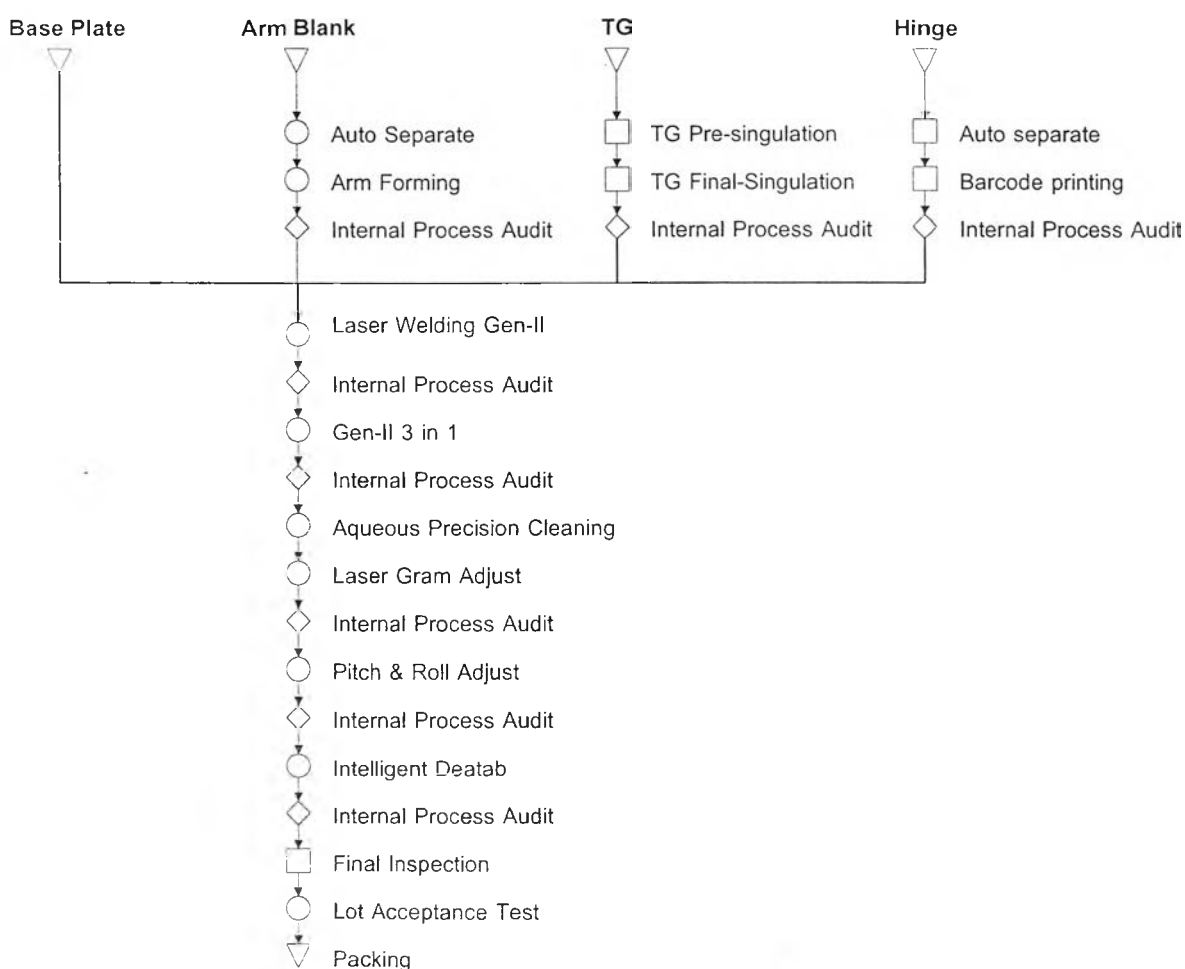 Base Plate
Arm Blank
TG
Hinge
Auto Separate
TG Pre-singulation
Auto separate
Arm Forming
TG Final-Singulation
Barcode printing
Internal Process Audit
Internal Process Audit
Internal Process Audit
Laser Welding Gen-II
Internal Process Audit
Gen-II 3 in 1
Internal Process Audit
Aqueous Precision Cleaning
Laser Gram Adjust
Internal Process Audit
Pitch & Roll Adjust
Internal Process Audit
Intelligent Deatab
Internal Process Audit
Final Inspection
Lot Acceptance Test
Packing